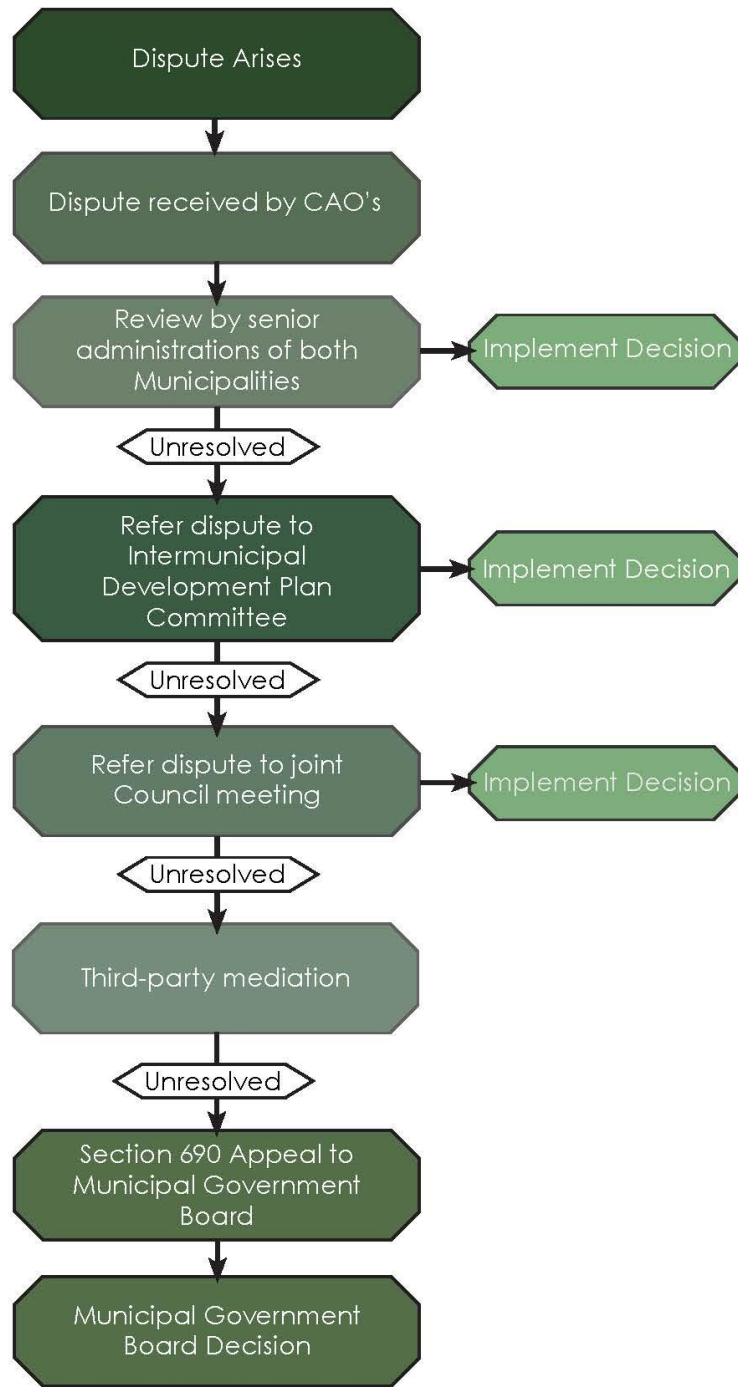 Dispute Arises
Dispute received by CAO's
Review by senior
administrations of both
Municipalities
Implement Decision
Unresolved
Refer dispute to
Intermunicipal
Development Plan
Committee
Implement Decision
Unresolved
Refer dispute to joint
Council meeting
Implement Decision
Unresolved
Third-party mediation
Unresolved
Section 690 Appeal to
Municipal Government
Board
Municipal Government
Board Decision